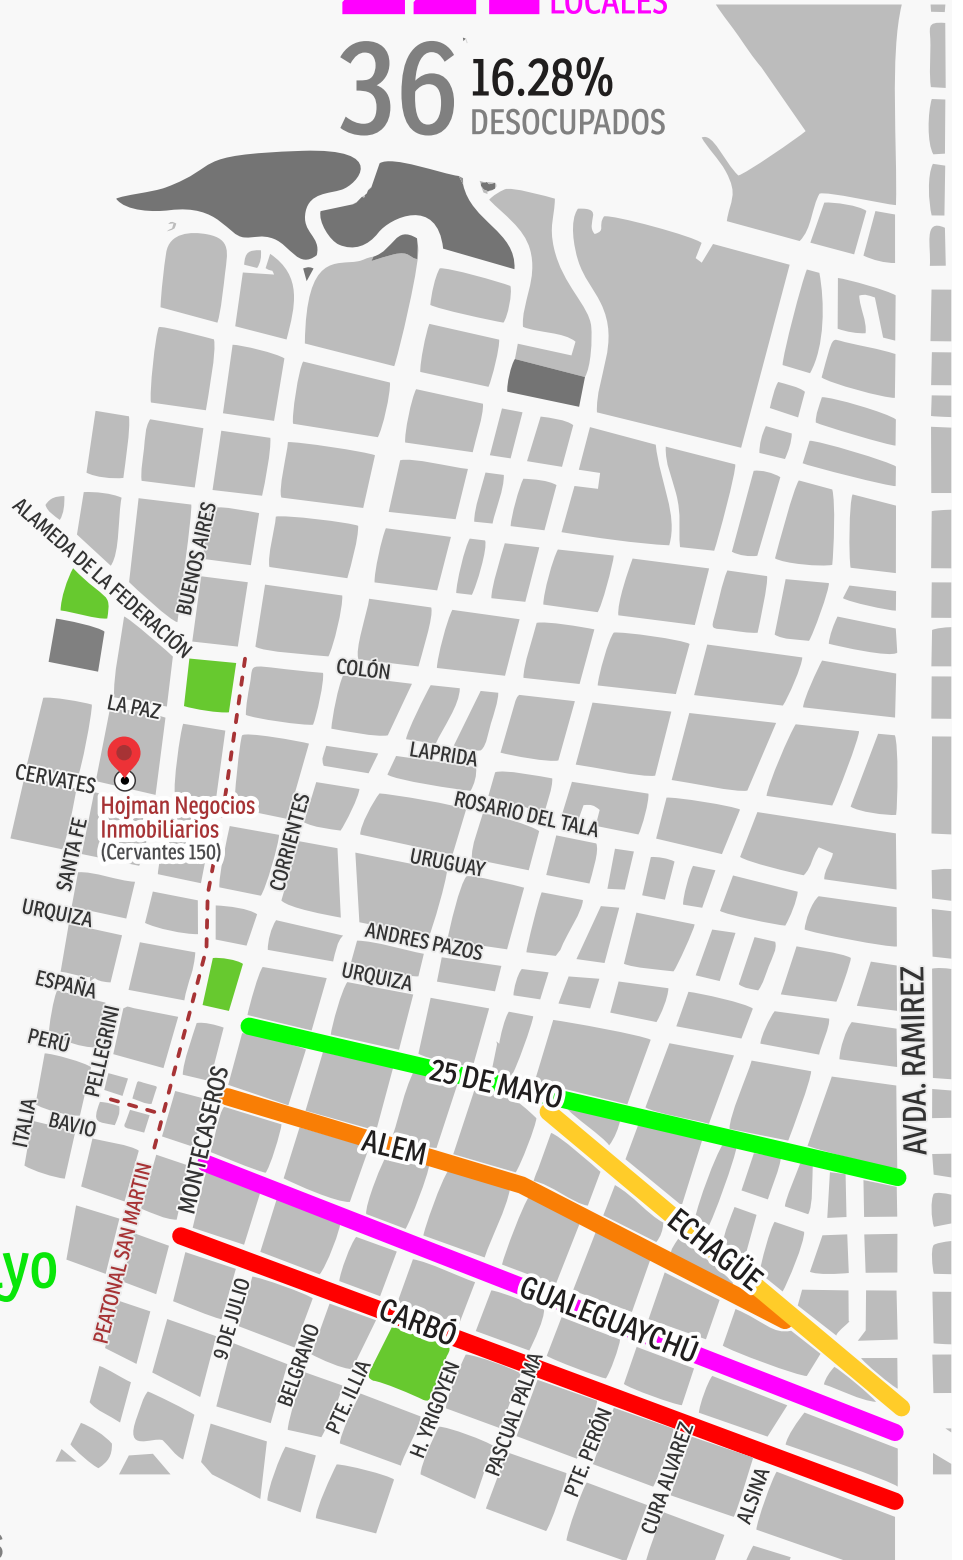 LOCALES
36
16.28%
DESOCUPADOS
ALAMEDA DE LA FEDERACIÓN
BUENOS AIRES
COLÓN
LA PAZ
LAPRIDA
CERVATES
Hojman Negocios
Inmobiliarios
(Cervantes 150)
ROSARIO DEL TALA
CORRIENTES
SANTA FE
URUGUAY
URQUIZA
ANDRES PAZOS
URQUIZA
ESPAÑA
AVDA. RAMIREZ
PERÚ
PELLEGRINI
25 DE MAYO
ITALIA
BAVIO
MONTECASEROS
ALEM
PEATONAL SAN MARTIN
ECHAGÜE
yo
GUALEGUAYCHÚ
CARBÓ
9 DE JULIO
BELGRANO
PTE. ILLIA
H. YRIGOYEN
PASCUAL PALMA
PTE. PERÓN
CURA ALVAREZ
ALSINA